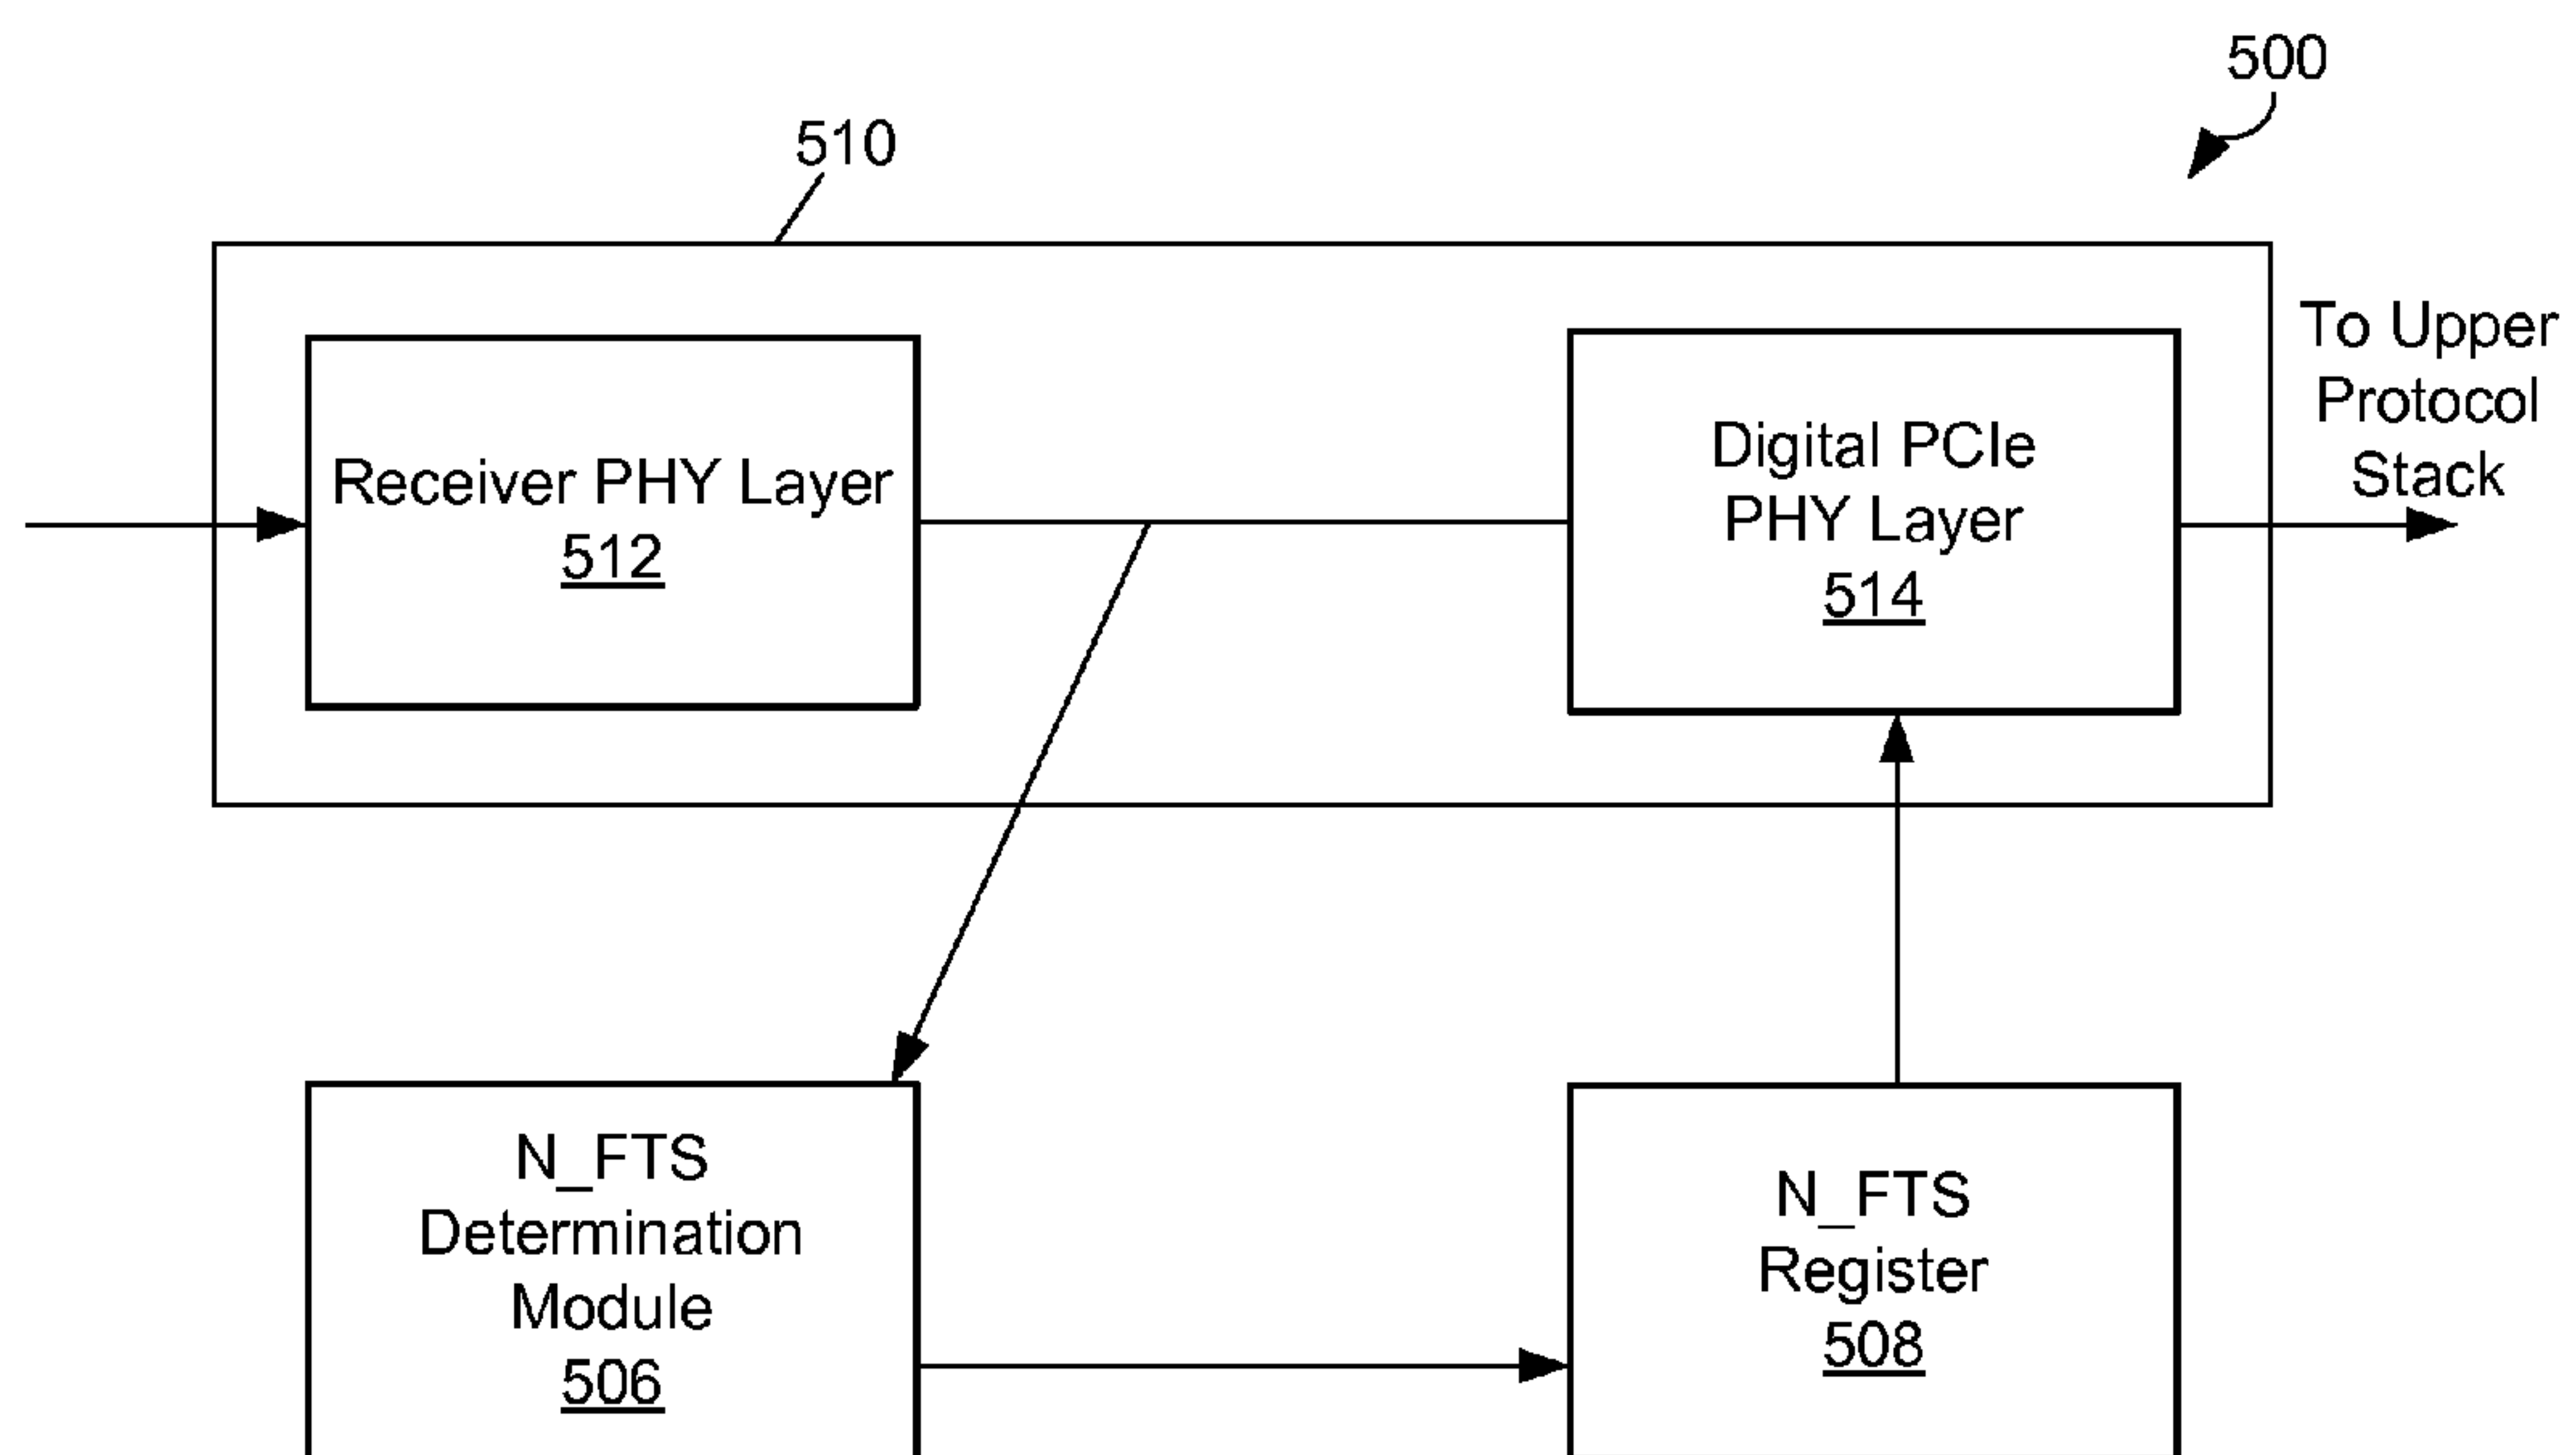 500
510
To Upper
Protocol
Stack
Receiver PHY Layer
512
Digital PCIe
PHY Layer
514
N_FTS
Determination
Module
506
N_FTS
Register
508